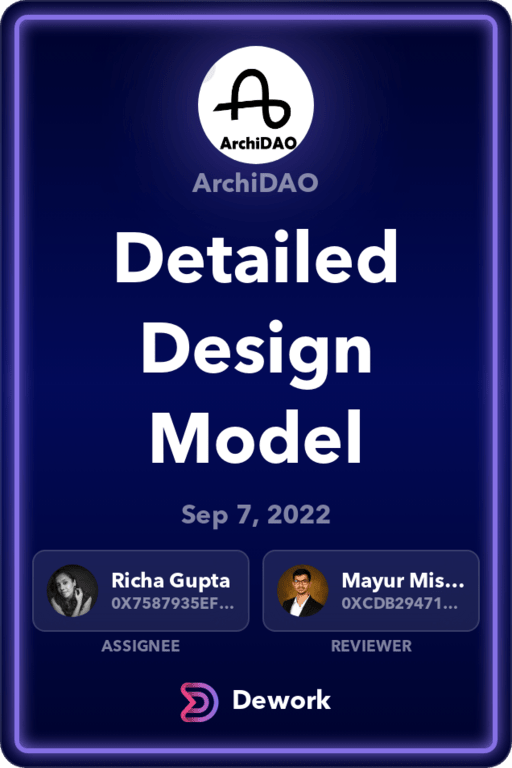 ArchiDAO
ArchiDAO
Detailed
Design
Model
Sep 7, 2022
Richa Gupta
0X7587935EF...
ASSIGNEE
Mayur Mis...
0XCDB29471...
REVIEWER
Dework